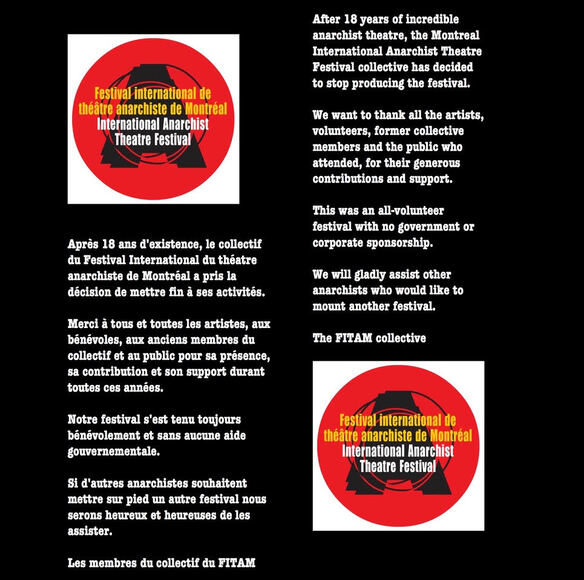 Festival international de
théâtre anarchiste de Montréal
International Anarchist
Theatre Festival
Après 18 ans d'existence, le collectif
du Festival International du théatre
anarchiste de Montréal a pris la
décision de mettre fin à ses activités.
Merci à tous et toutes les artistes, aux
bénévoles, aux anciens membres du
collectif et au public pour sa présence,
sa contribution et son support durant
toutes ces années.
Notre festival s'est tenu toujours
bénévolement et sans aucune aide
gouvernementale.
Si d'autres anarchistes souhaitent
mettre sur pied un autre festival nous
serons heureux et heureuses de les
assister.
Les membres du collectif du FITAM
After 18 years of incredible
anarchist theatre, the Montreal
International Anarchist Theatre
Festival collective has decided
to stop producing the festival.
We want to thank all the artists,
volunteers, former collective
members and the public who
attended, for their generous
contributions and support.
This was an all-volunteer
festival with no government or
corporate sponsorship.
We will gladly assist other
anarchists who would like to
mount another festival.
The FITAM collective
Festival international de
théâtre anarchiste de Montréal
International Anarchist
Theatre Festival